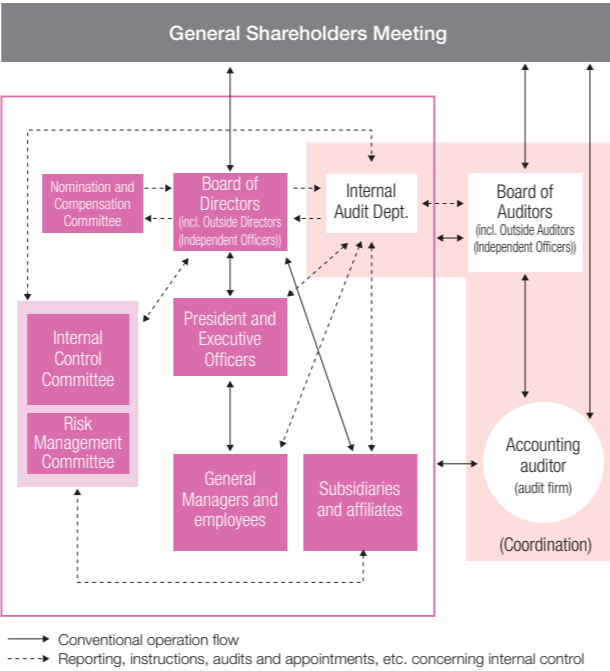 General Shareholders Meeting
Nomination and
Compensation
Committee
Board of
Directors
(incl. Outside Directors
(Independent Officers))
Internal
Audit Dept.
Board of
Auditors
(incl. Outside Auditors
(Independent Officers))
Internal
Control
Committee
Risk
Management
Committee
President and
Executive
Officers
General
Managers and
employees
Subsidiaries
and affiliates
Accounting
auditor
(audit firm)
(Coordination)
Conventional operation flow
Reporting, instructions, audits and appointments, etc. concerning internal control